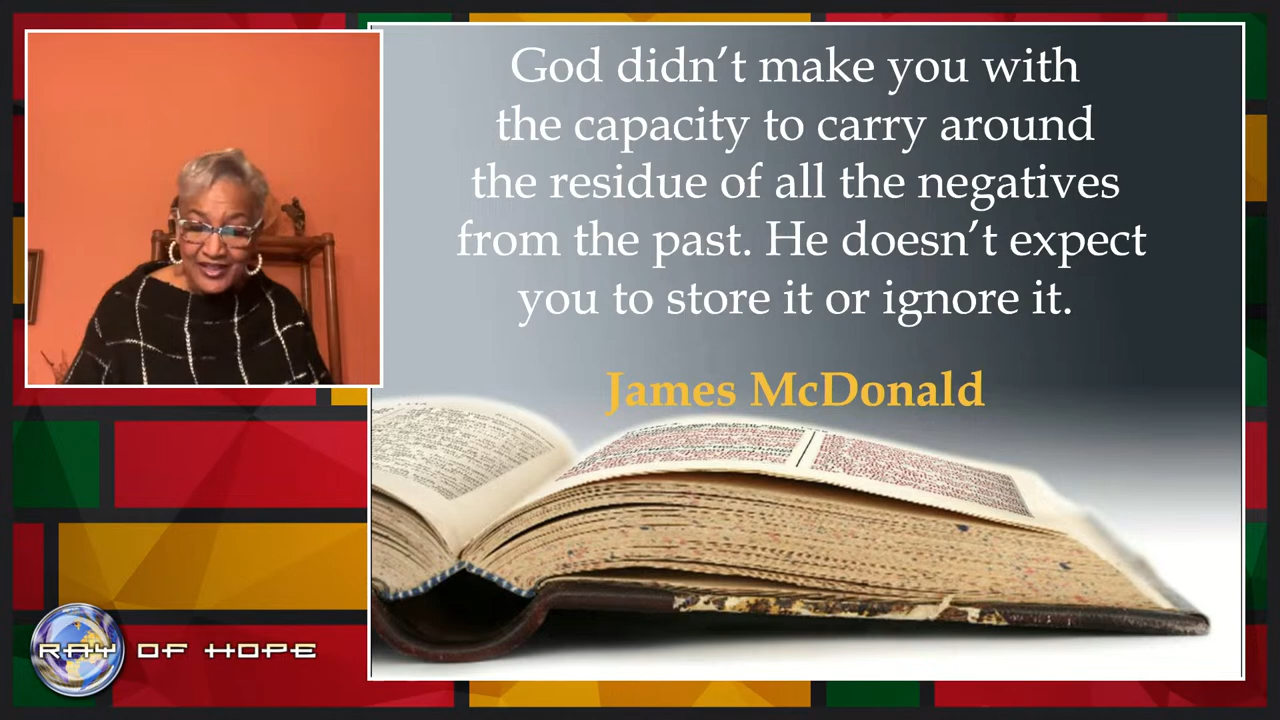 God didn’t make you with
the capacity to carry around
the residue of all the negatives
from the past. He doesn’t expect
you to store it or ignore it.
James McDonald
RAY OF HOPE